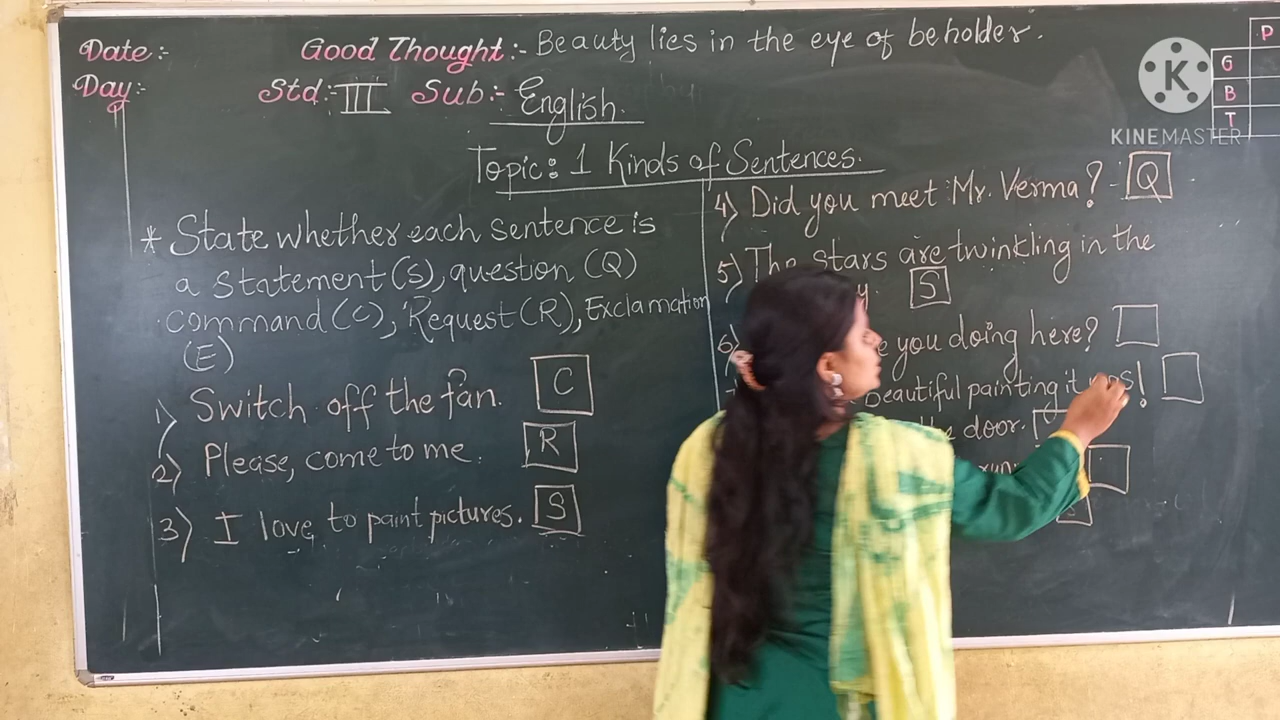 Date:- Good Thought:- Beauty lies in the eye of beholder.
Day:- Std:- III Sub:- English.
P
G
B
T
KINEMASTER
Topic: 1 Kinds of Sentences.
* State whether each sentence is
a statement (S), question (Q)
command (C), Request (R), Exclamation
(E)
1) Switch off the fan. C
2) Please, come to me. R
3) I love to paint pictures. S
4) Did you meet Mr. Verma? - Q
5) The stars are twinkling in the
S
6) you doing here?
beautiful painting it was!
door.